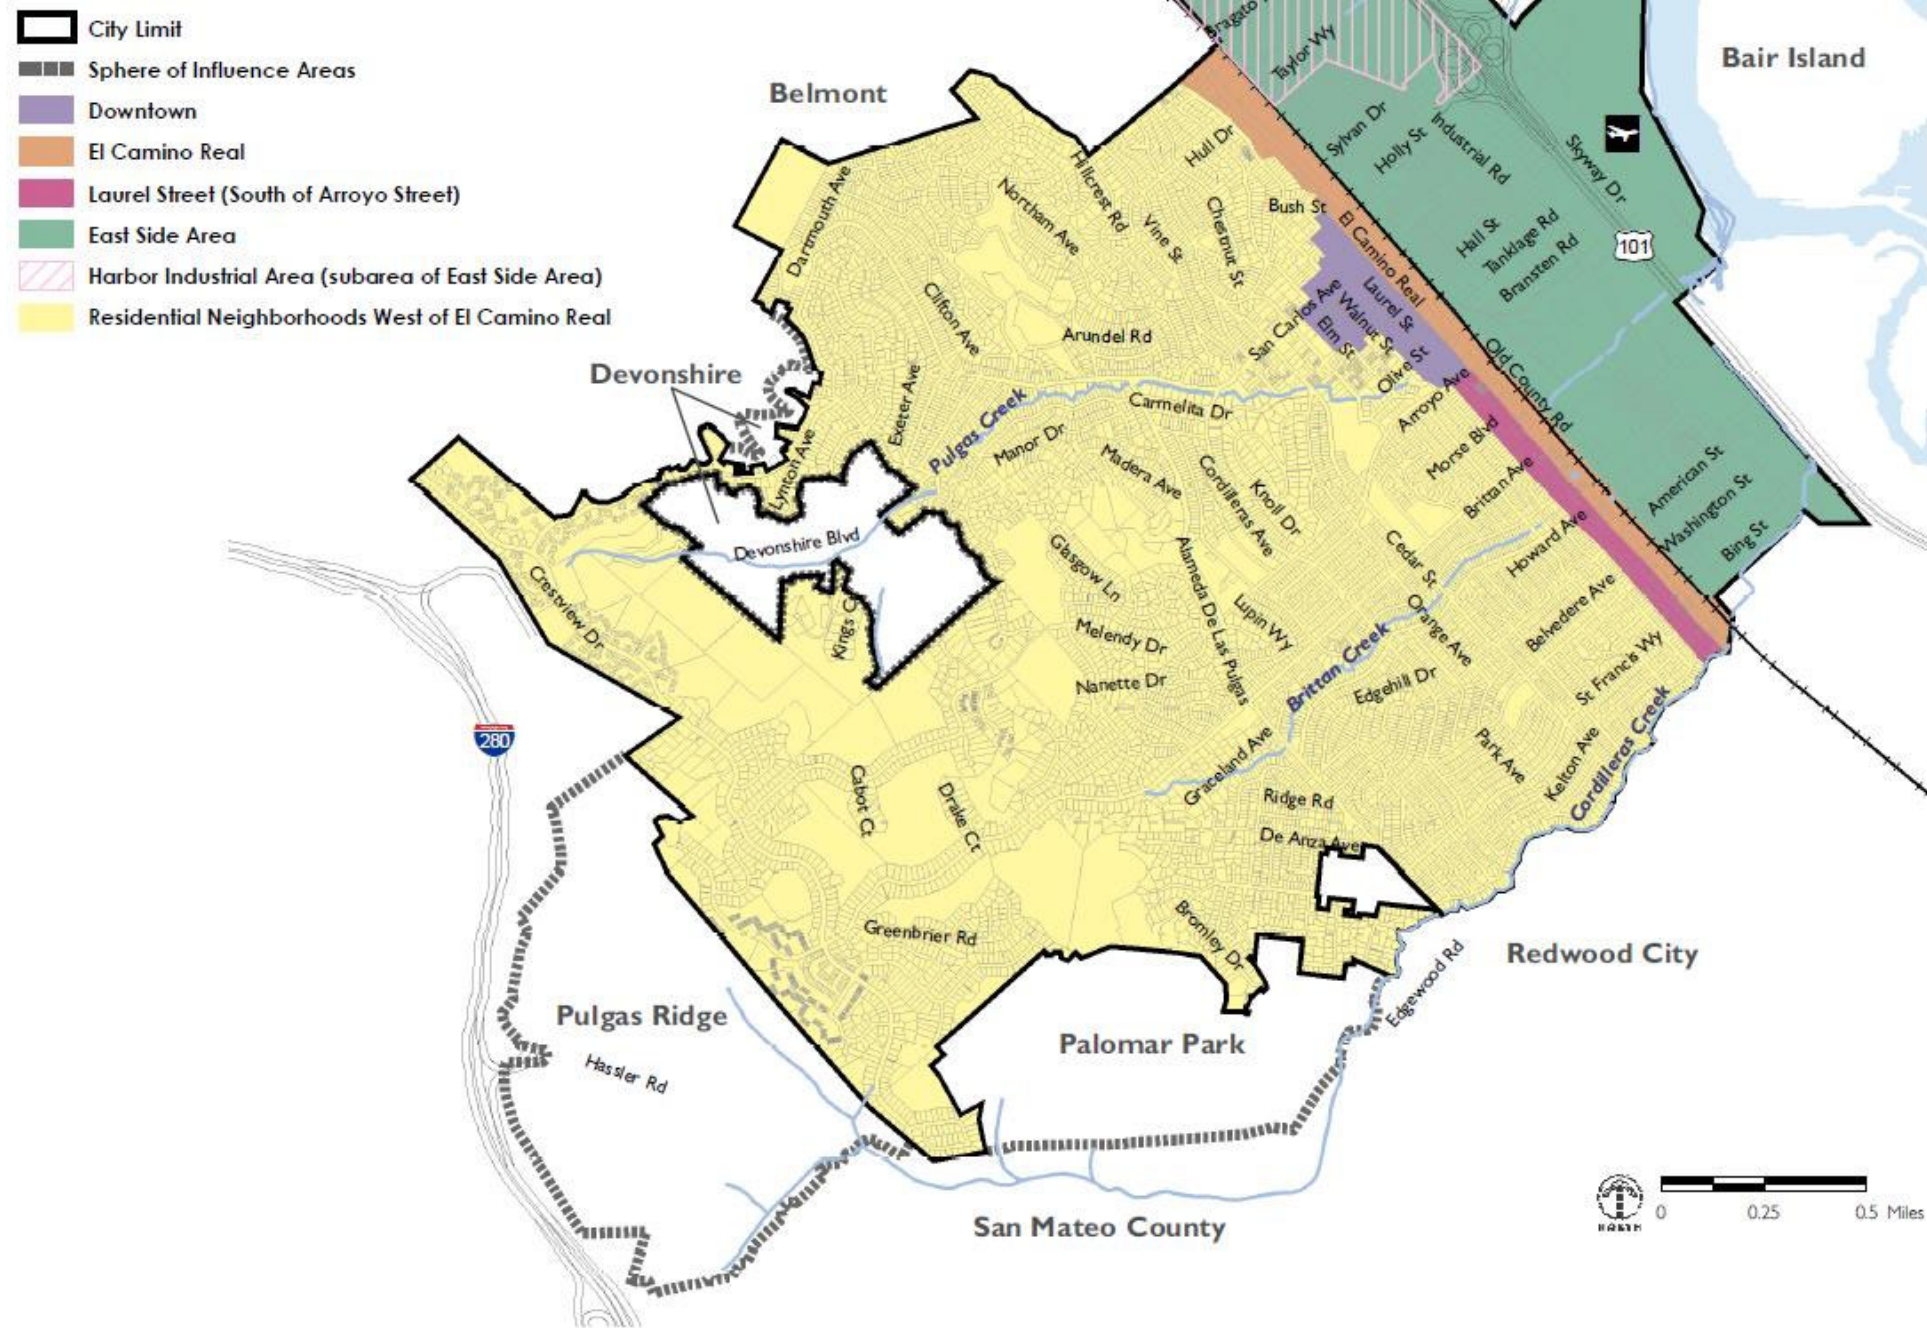 City Limit
Sphere of Influence Areas
Downtown
El Camino Real
Laurel Street (South of Arroyo Street)
East Side Area
Harbor Industrial Area (subarea of East Side Area)
Residential Neighborhoods West of El Camino Real
Belmont
Bair Island
Taylor Wy
Sylvan Dr
Holly St
Industrial Rd
Skyway Dr
Hull Dr
Hillcrest Rd
Northam Ave
Vine St
Chestnut St
Bush St
El Camino Real
Hall St
Tanklage Rd
Bransten Rd
101
Dartmouth Ave
Clifton Ave
Arundel Rd
San Carlos Ave
Laurel St
Walnut St
Elm St
Olive St
Old County Rd
Devonshire
Exeter Ave
Pulgas Creek
Carmelita Dr
Arroyo Ave
Manor Dr
Lynton Ave
Madera Ave
Cordilleras Ave
Knoll Dr
Morse Blvd
Brittan Ave
American St
Washington St
Bing St
Devonshire Blvd
Crestview Dr
Kings Ct
Glasgow Ln
Alameda De Las Pulgas
Cedar St
Howard Ave
Melendy Dr
Lupin Wy
Orange Ave
Belvedere Ave
Nanette Dr
Brittan Creek
Edgehill Dr
St Francis Wy
Cordilleras Creek
280
Cabot Ct
Drake Ct
Graceland Ave
Park Ave
Kelton Ave
Ridge Rd
De Anza Ave
Greenbrier Rd
Bromley Dr
Redwood City
Edgewood Rd
Pulgas Ridge
Hassler Rd
Palomar Park
San Mateo County
NORTH
0 0.25 0.5 Miles